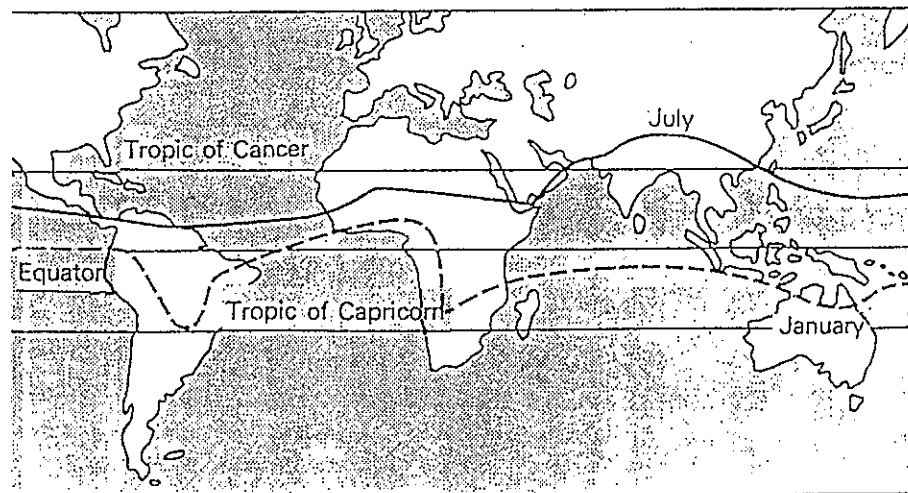 July
Tropic of Cancer
Equator
Tropic of Capricorn
January